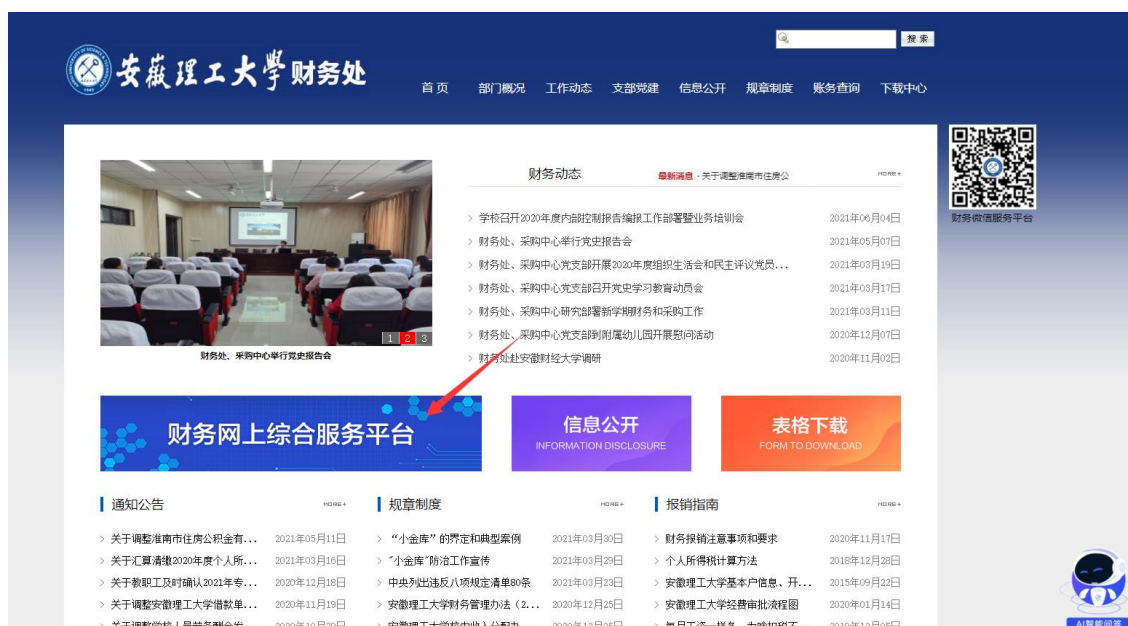 搜 索
安徽理工大学财务处
首 页 部门概况 工作动态 支部党建 信息公开 规章制度 账务查询 下载中心
财务微信服务平台
1 2 3
财务处、采购中心举行党史报告会
财务动态 最新消息 · 关于调整淮南市住房公 MORE+
> 学校召开2020年度内部控制报告编报工作部署暨业务培训会 2021年06月04日
> 财务处、采购中心举行党史报告会 2021年05月07日
> 财务处、采购中心党支部开展2020年度组织生活会和民主评议党员... 2021年03月19日
> 财务处、采购中心党支部召开党史学习教育动员会 2021年03月17日
> 财务处、采购中心研究部署新学期财务和采购工作 2021年03月11日
> 财务处、采购中心党支部到附属幼儿园开展慰问活动 2020年12月07日
> 财务处赴安徽财经大学调研 2020年11月02日
财务网上综合服务平台
信息公开
INFORMATION DISCLOSURE
表格下载
FORM TO DOWNLOAD
通知公告 MORE+
> 关于调整淮南市住房公积金有... 2021年05月11日
> 关于汇算清缴2020年度个人所... 2021年03月16日
> 关于教职工及时确认2021年专... 2020年12月18日
> 关于调整安徽理工大学借款单... 2020年11月19日
规章制度 MORE+
> “小金库”的界定和典型案例 2021年03月30日
> “小金库”防治工作宣传 2021年03月29日
> 中央列出违反八项规定清单80条 2021年03月23日
> 安徽理工大学财务管理办法（2... 2020年12月25日
报销指南 MORE+
> 财务报销注意事项和要求 2020年11月17日
> 个人所得税计算方法 2018年12月28日
> 安徽理工大学基本户信息、开... 2015年09月22日
> 安徽理工大学经费审批流程图 2020年01月14日
AI智能问答